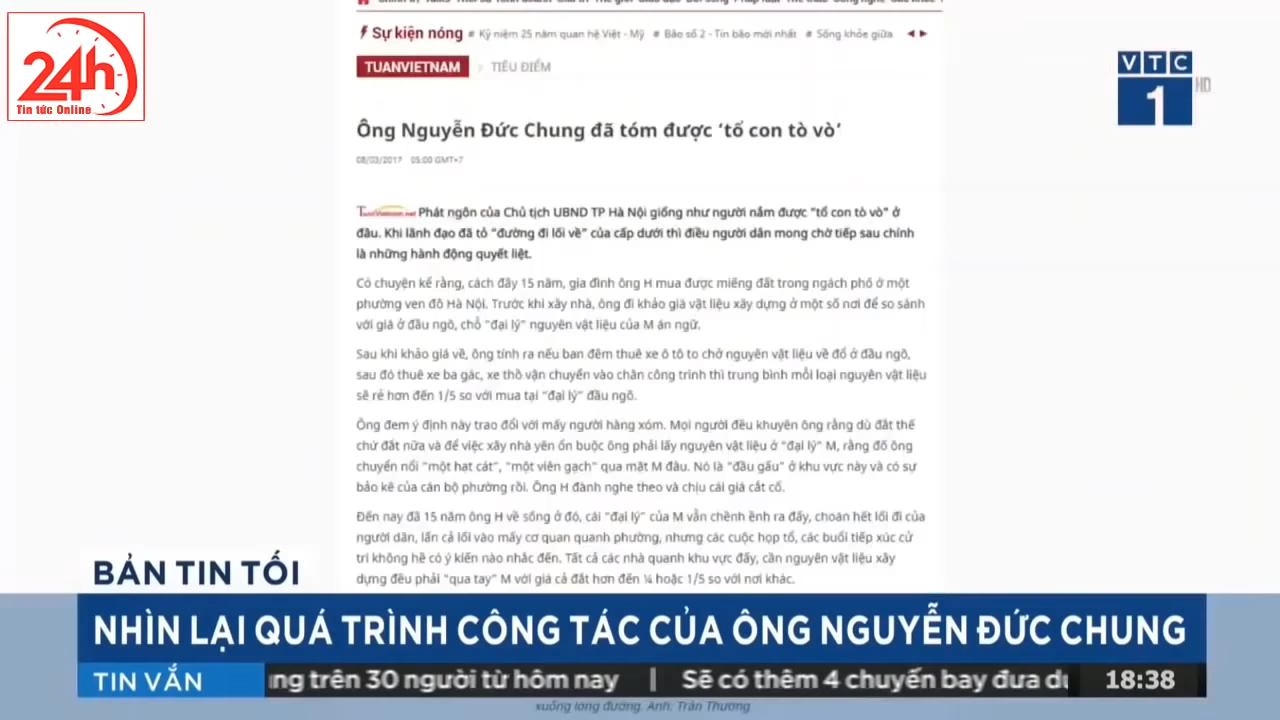 24h
Tin tức Online
Sự kiện nóng # Kỷ niệm 25 năm quan hệ Việt - Mỹ # Bão số 2 - Tin bão mới nhất # Sống khỏe giữa
TUANVIETNAM TIÊU ĐIỂM
VTC
1
Ông Nguyễn Đức Chung đã tóm được ‘tổ con tò vò’
08/03/2017 05:00 GMT+7
TuanVietnam.net Phát ngôn của Chủ tịch UBND TP Hà Nội giống như người nắm được "tổ con tò vò" ở
đâu. Khi lãnh đạo đã tỏ "đường đi lối về" của cấp dưới thì điều người dân mong chờ tiếp sau chính
là những hành động quyết liệt.
Có chuyện kể rằng, cách đây 15 năm, gia đình ông H mua được miếng đất trong ngách phố ở một
phường ven đô Hà Nội. Trước khi xây nhà, ông đi khảo giá vật liệu xây dựng ở một số nơi để so sánh
với giá ở đầu ngõ, chỗ "đại lý" nguyên vật liệu của M án ngữ.
Sau khi khảo giá về, ông tính ra nếu ban đêm thuê xe ô tô to chở nguyên vật liệu về đổ ở đầu ngõ,
sau đó thuê xe ba gác, xe thồ vận chuyển vào chân công trình thì trung bình mỗi loại nguyên vật liệu
sẽ rẻ hơn đến 1/5 so với mua tại "đại lý" đầu ngõ.
Ông đem ý định này trao đổi với mấy người hàng xóm. Mọi người đều khuyên ông rằng dù đắt thế
chứ đắt nữa và để việc xây nhà yên ổn buộc ông phải lấy nguyên vật liệu ở "đại lý" M, rằng đố ông
chuyển nổi "một hạt cát", "một viên gạch" qua mặt M đâu. Nó là "đầu gấu" ở khu vực này và có sự
bảo kê của cán bộ phường rồi. Ông H đành nghe theo và chịu cái giá cắt cổ.
Đến nay đã 15 năm ông H về sống ở đó, cái "đại lý" của M vẫn chềnh ềnh ra đấy, choán hết lối đi của
người dân, lấn cả lối vào mấy cơ quan quanh phường, nhưng các cuộc họp tổ, các buổi tiếp xúc cử
tri không hề có ý kiến nào nhắc đến. Tất cả các nhà quanh khu vực đấy, cần nguyên vật liệu xây
dựng đều phải "qua tay" M với giá cả đắt hơn đến ¼ hoặc 1/5 so với nơi khác.
BẢN TIN TỐI
NHÌN LẠI QUÁ TRÌNH CÔNG TÁC CỦA ÔNG NGUYỄN ĐỨC CHUNG
TIN VẮN ng trên 30 người từ hôm nay | Sẽ có thêm 4 chuyến bay đưa 18:38
xuống lòng đường. Ảnh: Trần Thường